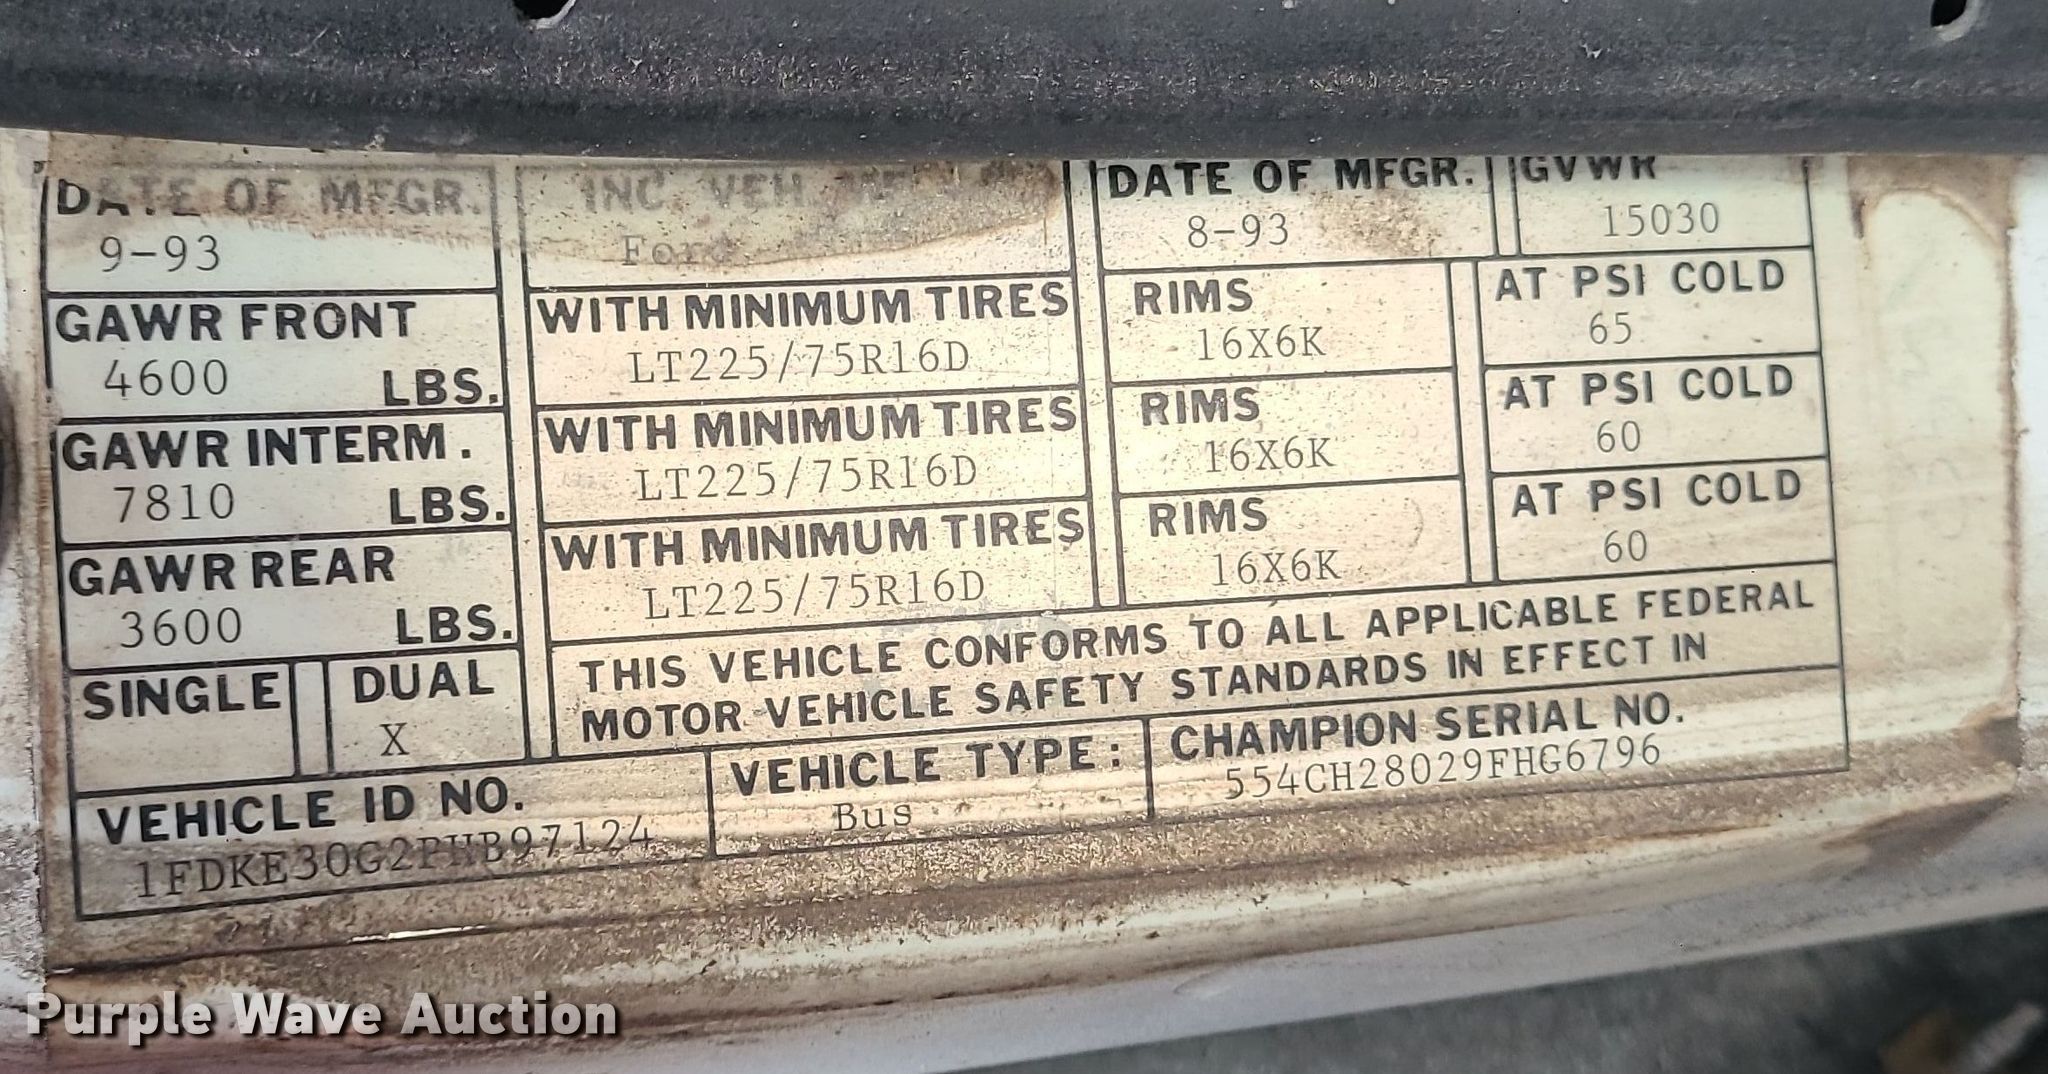 DATE OF MFGR. INC. VEH. DATE OF MFGR. GVWR
9-93 Ford 8-93 15030
GAWR FRONT WITH MINIMUM TIRES RIMS AT PSI COLD
4600 LBS. LT225/75R16D 16X6K 65
GAWR INTERM. WITH MINIMUM TIRES RIMS AT PSI COLD
7810 LBS. LT225/75R16D 16X6K 60
GAWR REAR WITH MINIMUM TIRES RIMS AT PSI COLD
3600 LBS. LT225/75R16D 16X6K 60
SINGLE DUAL
X
THIS VEHICLE CONFORMS TO ALL APPLICABLE FEDERAL
MOTOR VEHICLE SAFETY STANDARDS IN EFFECT IN
VEHICLE ID NO. VEHICLE TYPE: CHAMPION SERIAL NO.
1FDKE30G2PHB97124 Bus 554CH28029FHG6796
Purple Wave Auction